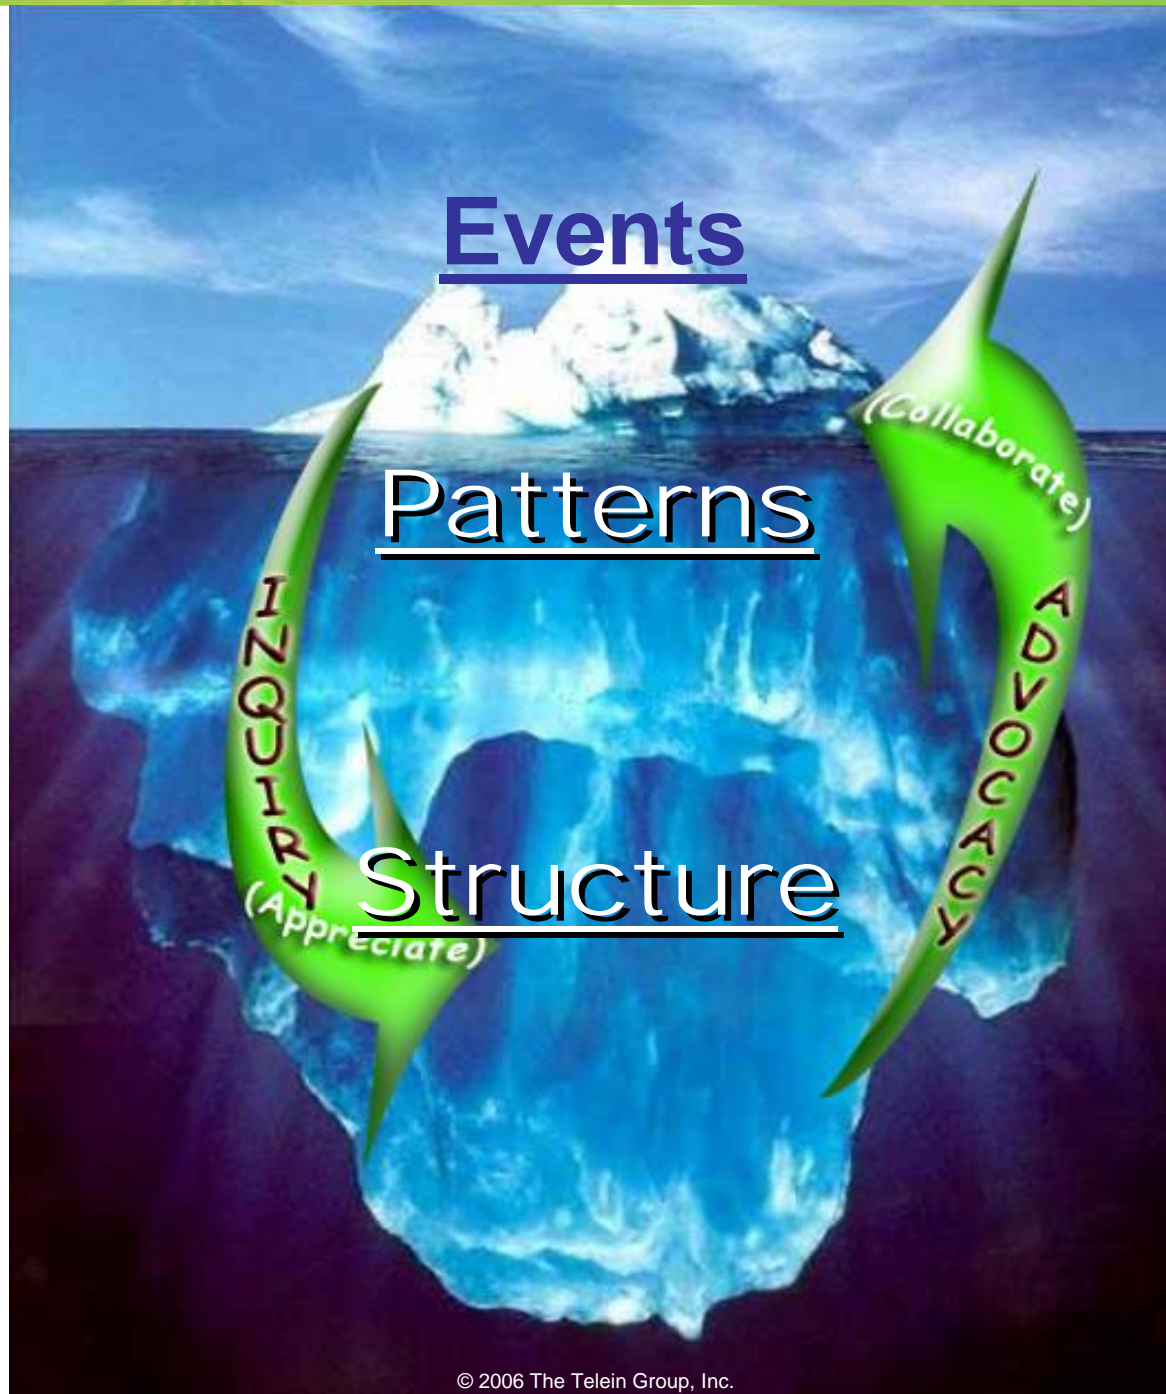 Events
(Collaborate)
Patterns
INQUIRY
ADVOCACY
Structure
(Appreciate)
© 2006 The Telein Group, Inc.